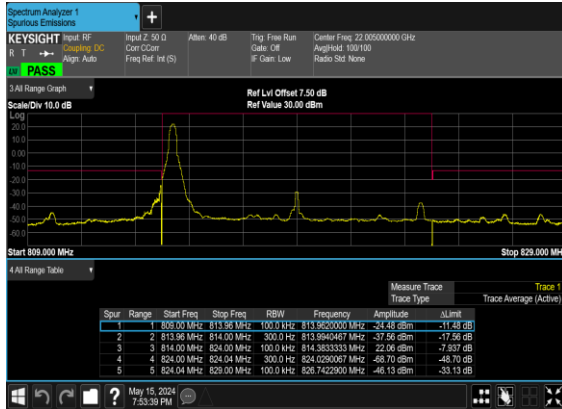 Spectrum Analyzer 1
Spurious Emissions
+
KEYSIGHT Input: RF Input Z: 50 Ω Atten: 40 dB Trig: Free Run Center Freq: 22.005000000 GHz
R T Coupling: DC Corr CCorr Gate: Off Avg|Hold: 100/100
Align: Auto Freq Ref: Int (S) IF Gain: Low Radio Std: None
PASS
3 All Range Graph
Ref Lvl Offset 7.50 dB
Scale/Div 10.0 dB Ref Value 30.00 dBm
Log
20.0
10.0
0.00
-10.0
-20.0
-30.0
-40.0
-50.0
-60.0
Start 809.000 MHz Stop 829.000 MH
4 All Range Table
Measure Trace Trace 1
Trace Type Trace Average (Active)
Spur Range Start Freq Stop Freq RBW Frequency Amplitude ΔLimit
1 1 809.00 MHz 813.96 MHz 100.0 kHz 813.9620000 MHz -24.48 dBm -11.48 dB
2 2 813.96 MHz 814.00 MHz 300.0 Hz 813.9940467 MHz -37.56 dBm -17.56 dB
3 3 814.00 MHz 824.00 MHz 100.0 kHz 814.3833333 MHz 22.06 dBm -7.937 dB
4 4 824.00 MHz 824.04 MHz 300.0 Hz 824.0290067 MHz -68.70 dBm -48.70 dB
5 5 824.04 MHz 829.00 MHz 100.0 kHz 826.7422900 MHz -46.13 dBm -33.13 dB
? May 15, 2024
7:53:39 PM